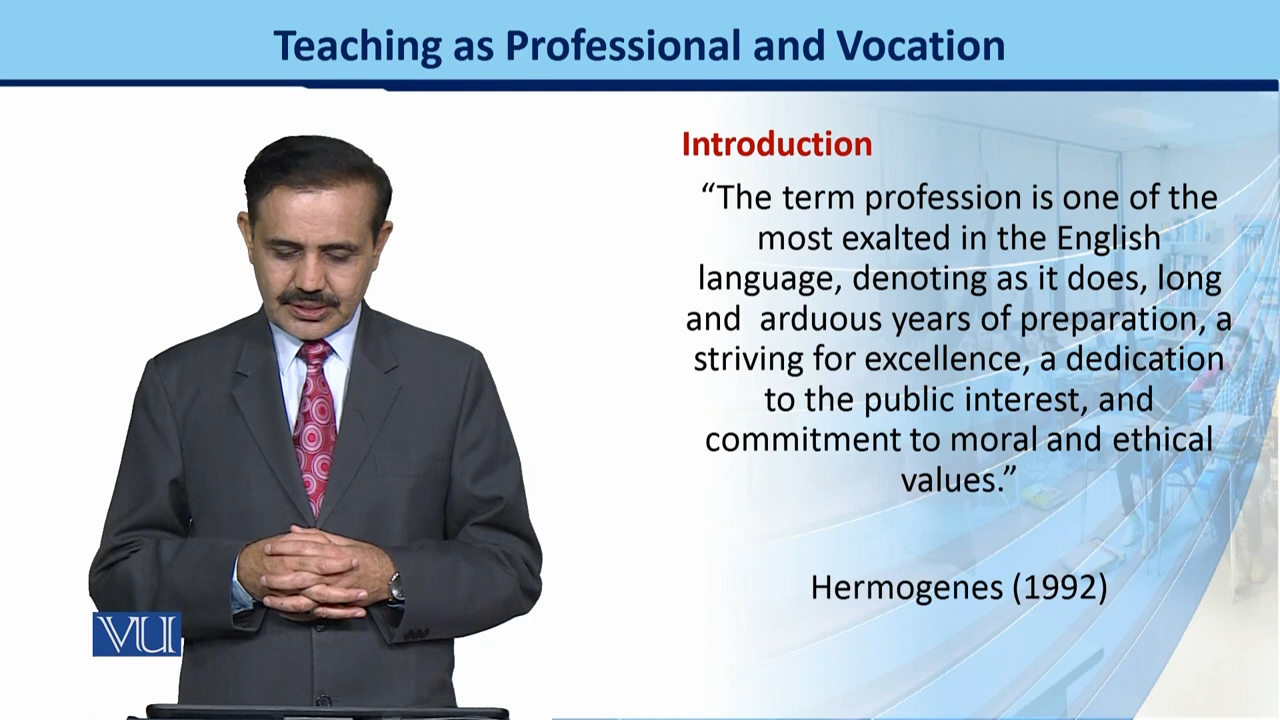 Teaching as Professional and Vocation
Introduction
“The term profession is one of the
most exalted in the English
language, denoting as it does, long
and  arduous years of preparation, a
striving for excellence, a dedication
to the public interest, and
commitment to moral and ethical
values.”
Hermogenes (1992)
VU